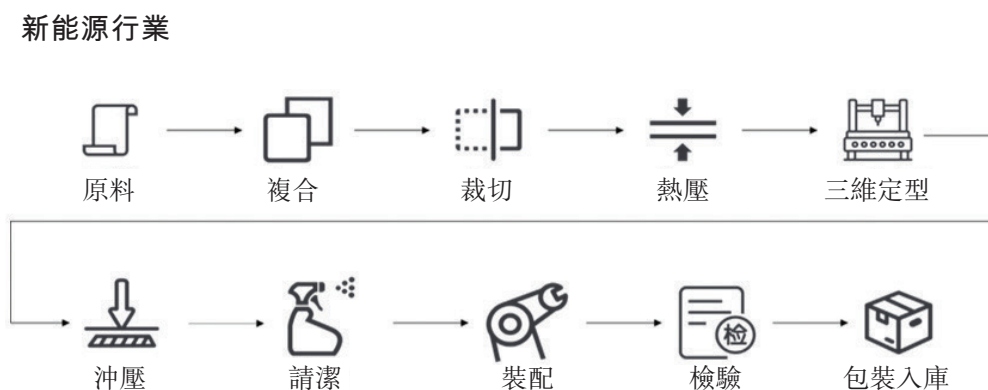 新能源行業
原料
複合
裁切
熱壓
三維定型
沖壓
請潔
裝配
检
檢驗
包裝入庫